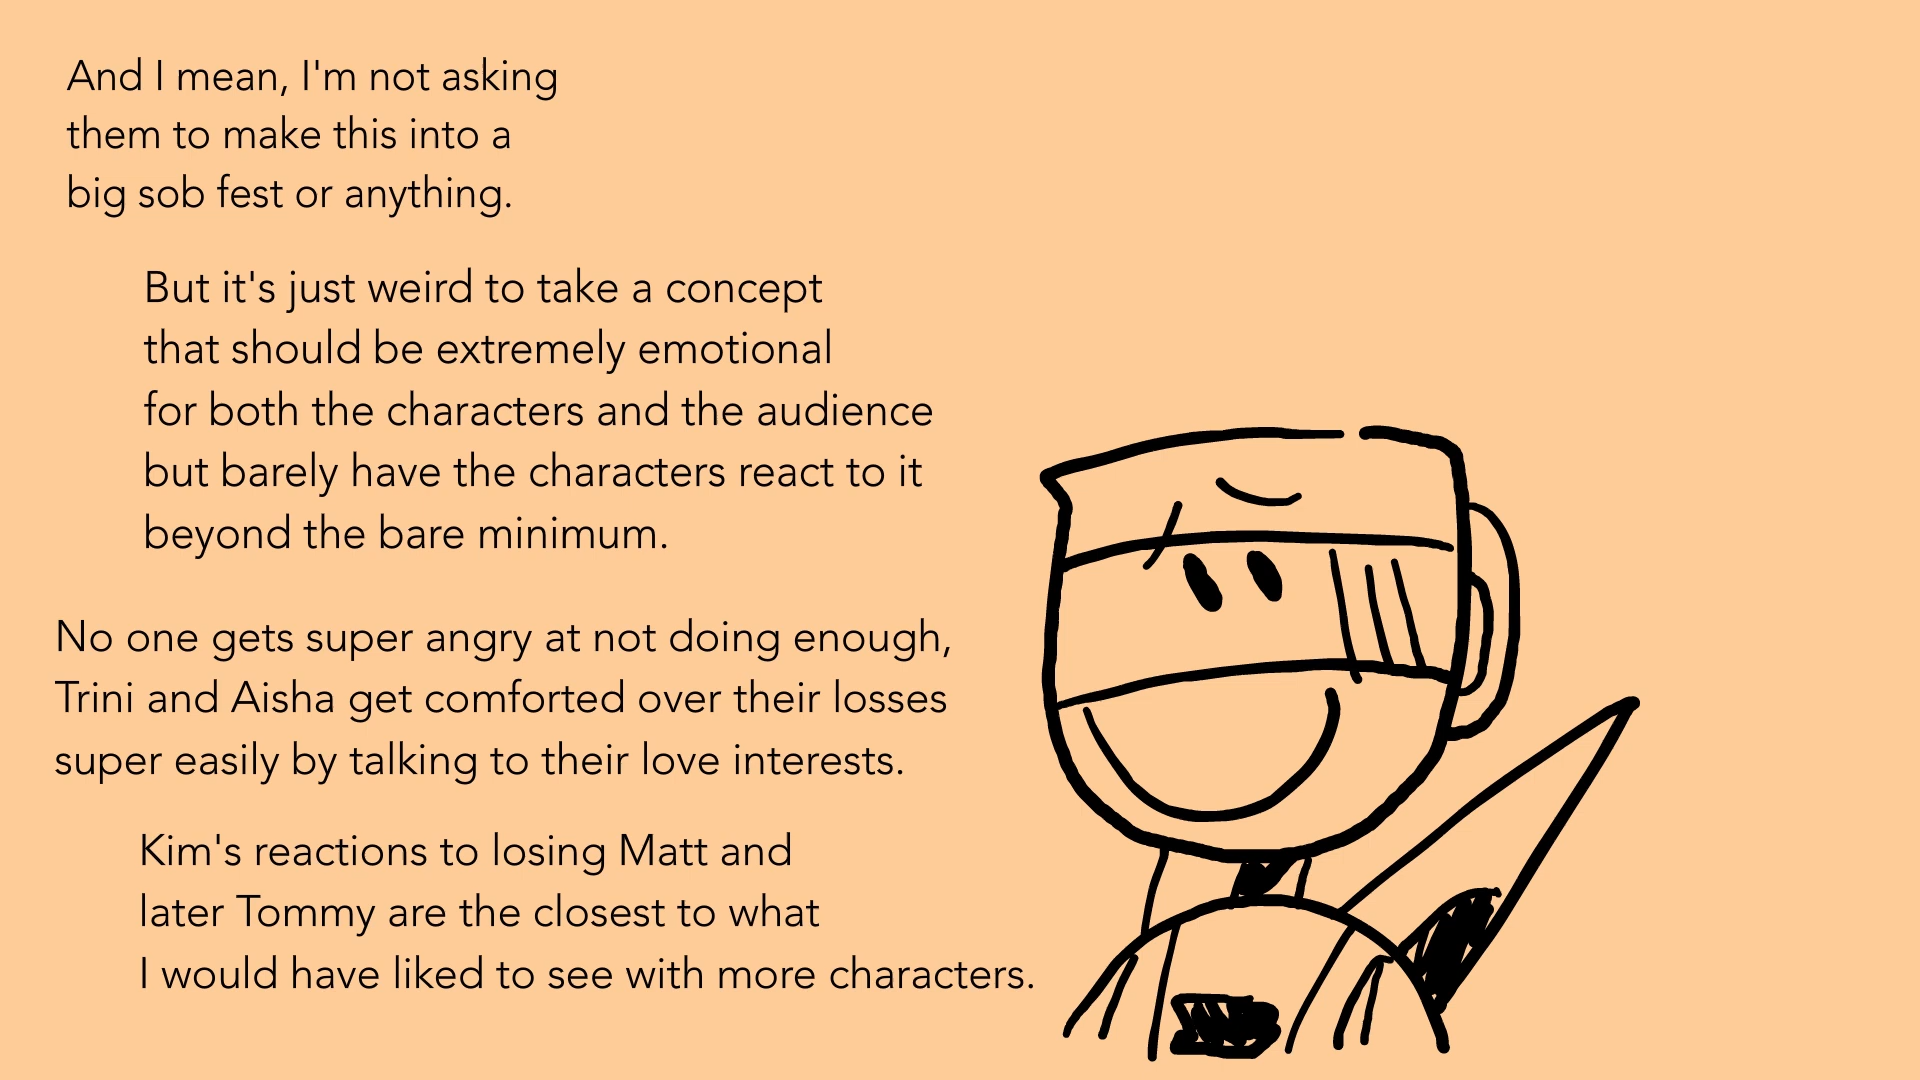 And I mean, I'm not asking
them to make this into a
big sob fest or anything.
But it's just weird to take a concept
that should be extremely emotional
for both the characters and the audience
but barely have the characters react to it
beyond the bare minimum.
No one gets super angry at not doing enough,
Trini and Aisha get comforted over their losses
super easily by talking to their love interests.
Kim's reactions to losing Matt and
later Tommy are the closest to what
I would have liked to see with more characters.